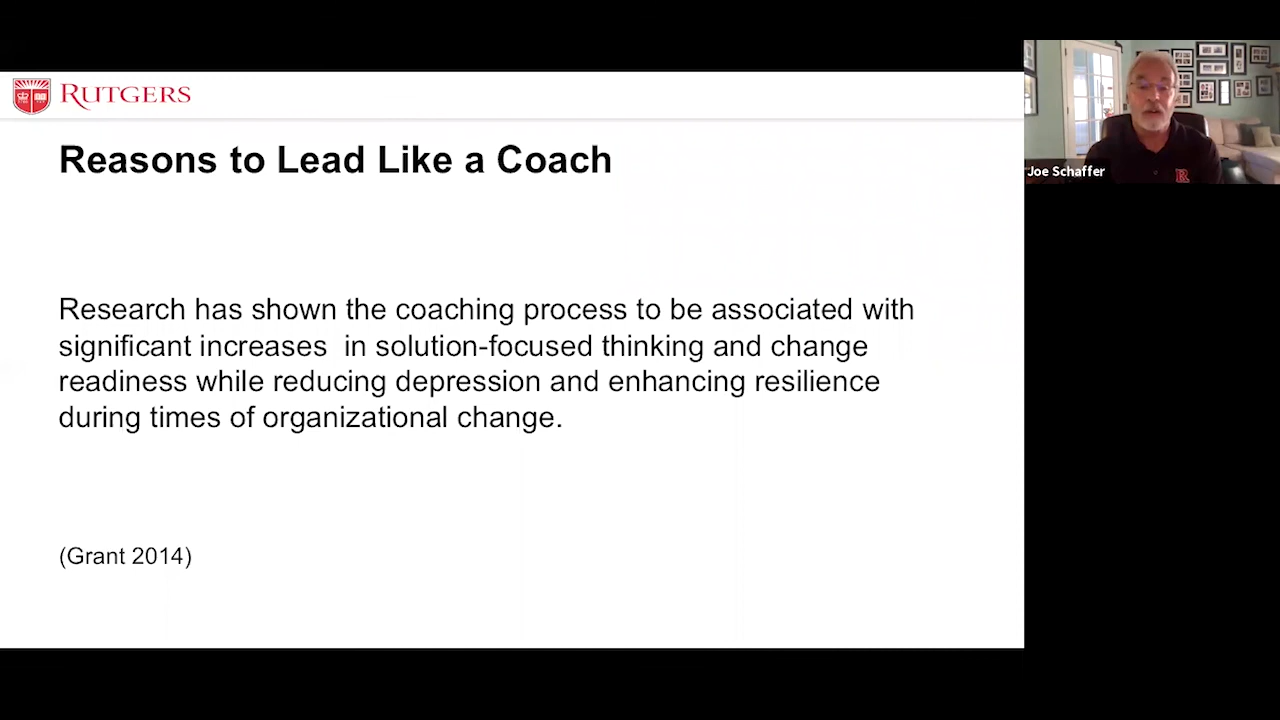 RUTGERS
Reasons to Lead Like a Coach
Research has shown the coaching process to be associated with
significant increases  in solution-focused thinking and change
readiness while reducing depression and enhancing resilience
during times of organizational change.
(Grant 2014)
Joe Schaffer
R